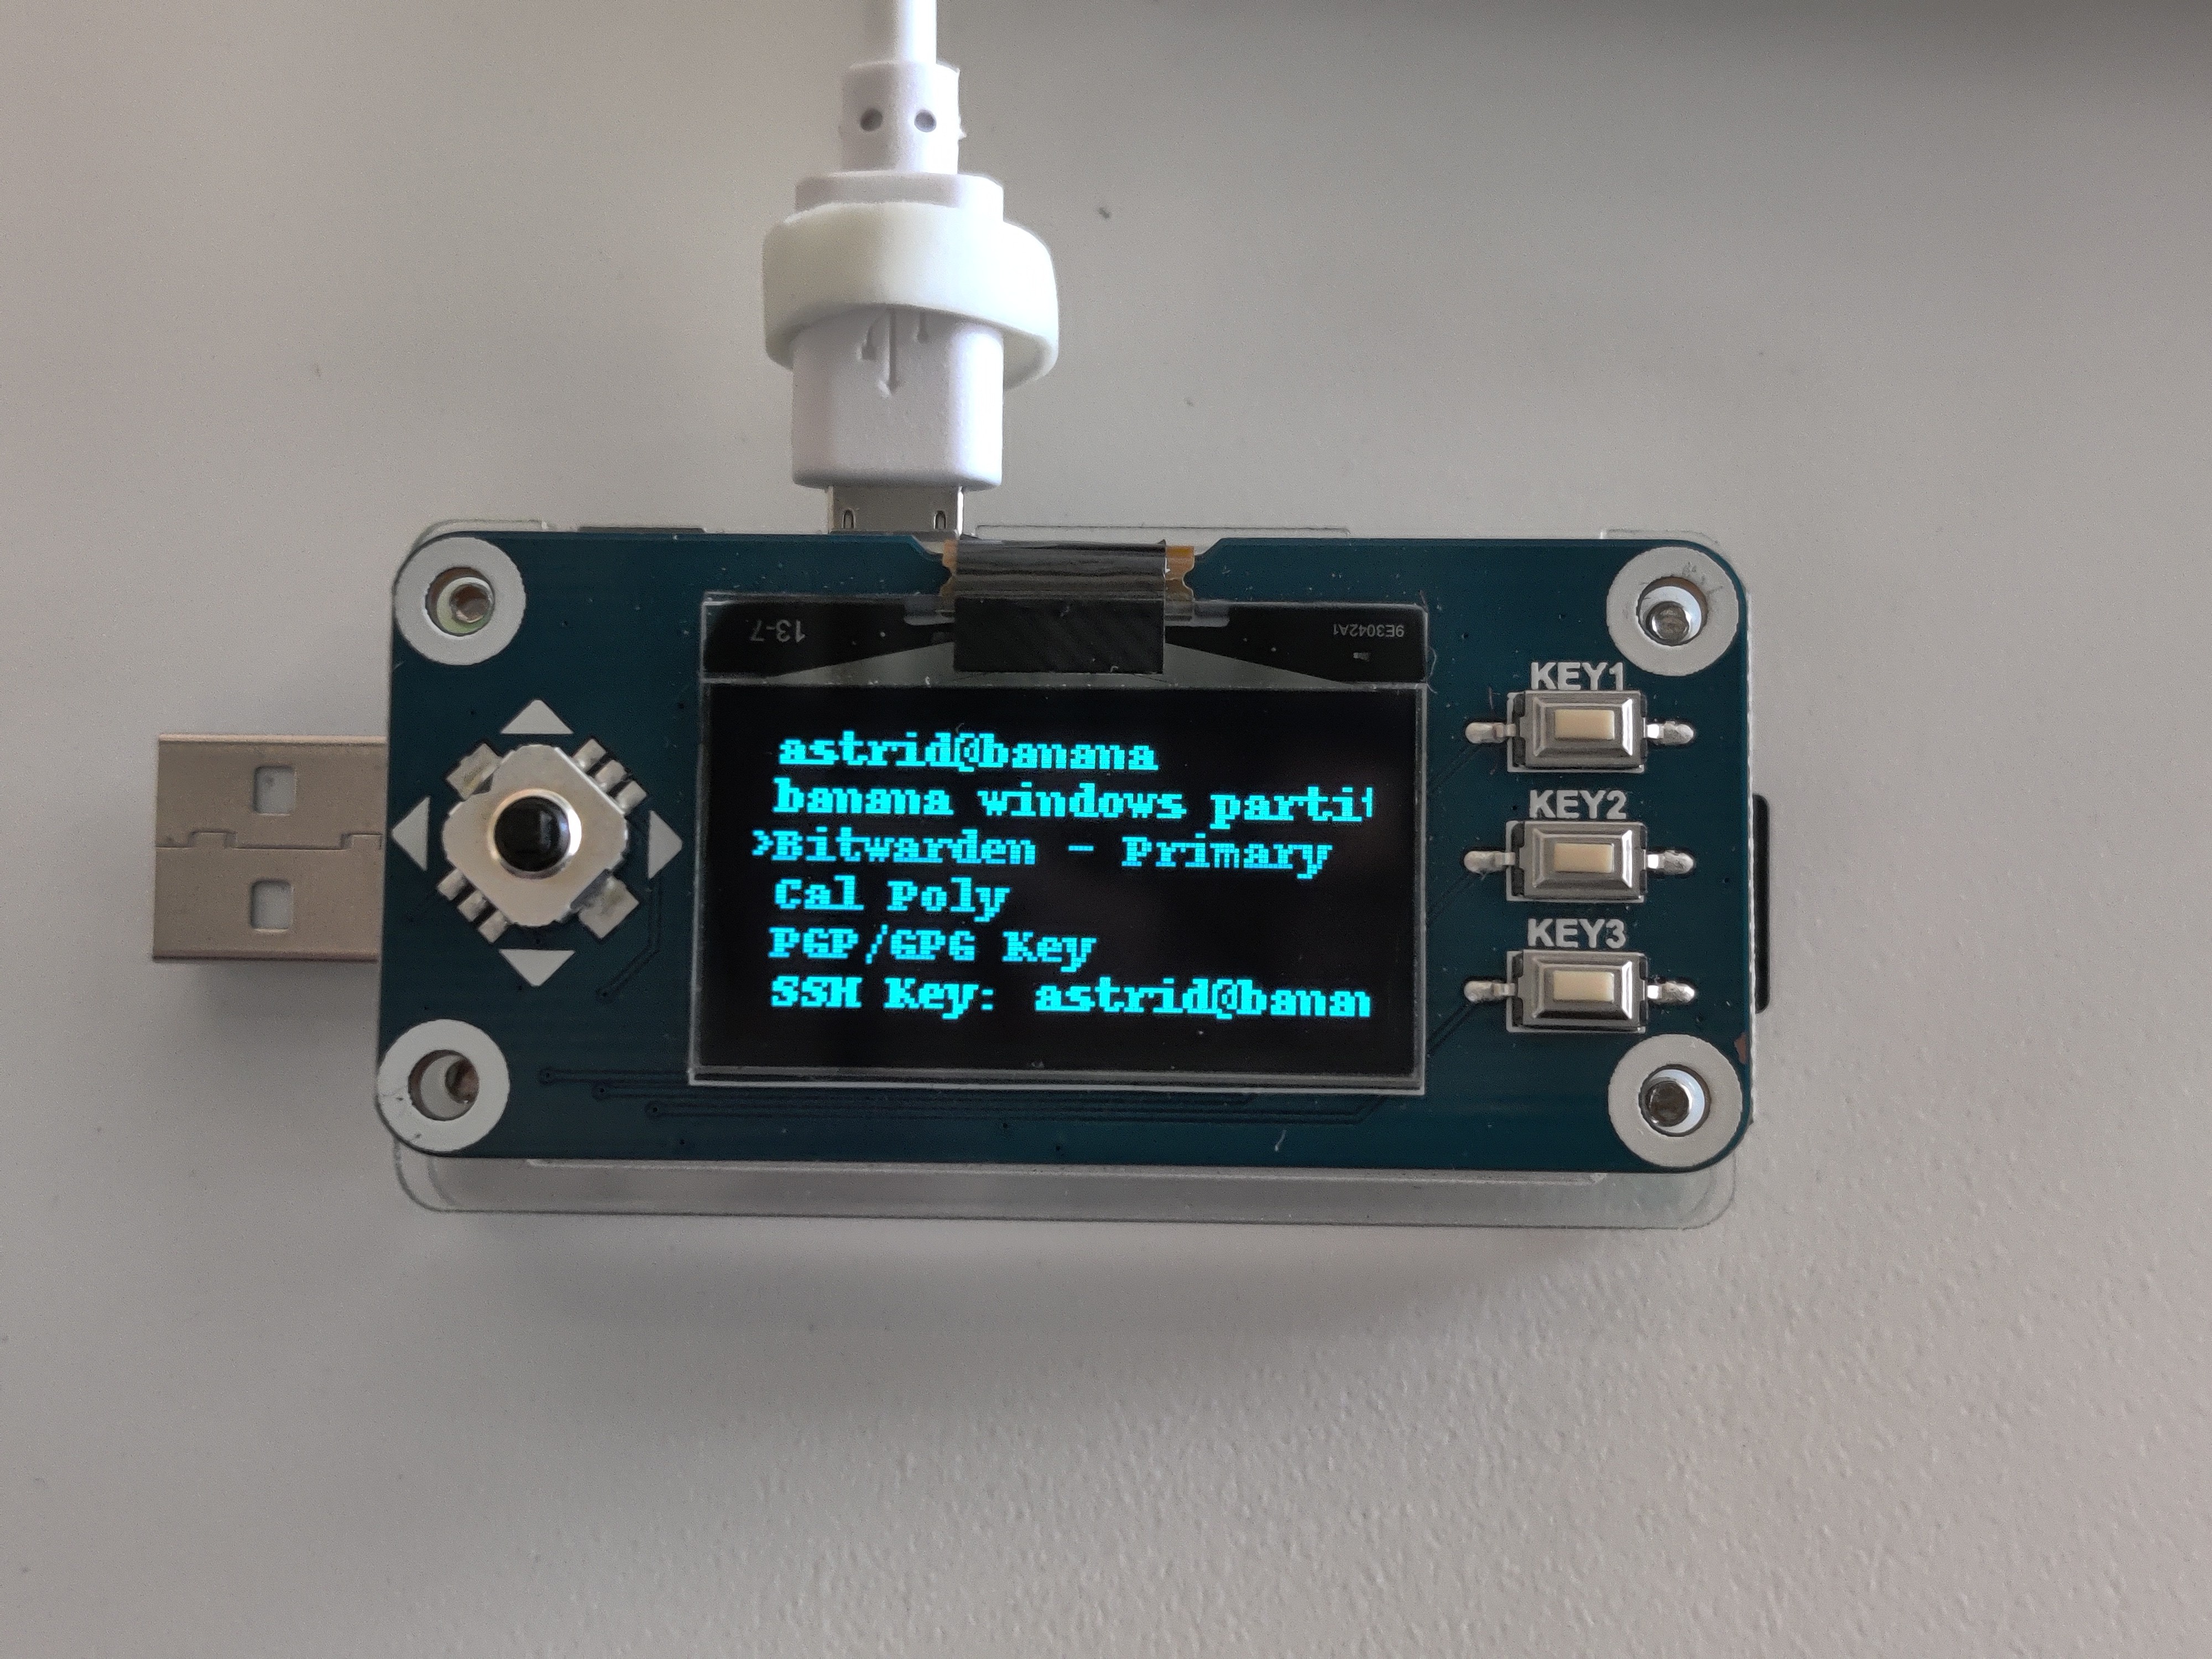 13-7
9E3042A1
astrid@banana
banana windows parti
>Bitwarden - Primary
Cal Poly
PGP/GPG Key
SSH Key: astrid@banan
KEY1
KEY2
KEY3